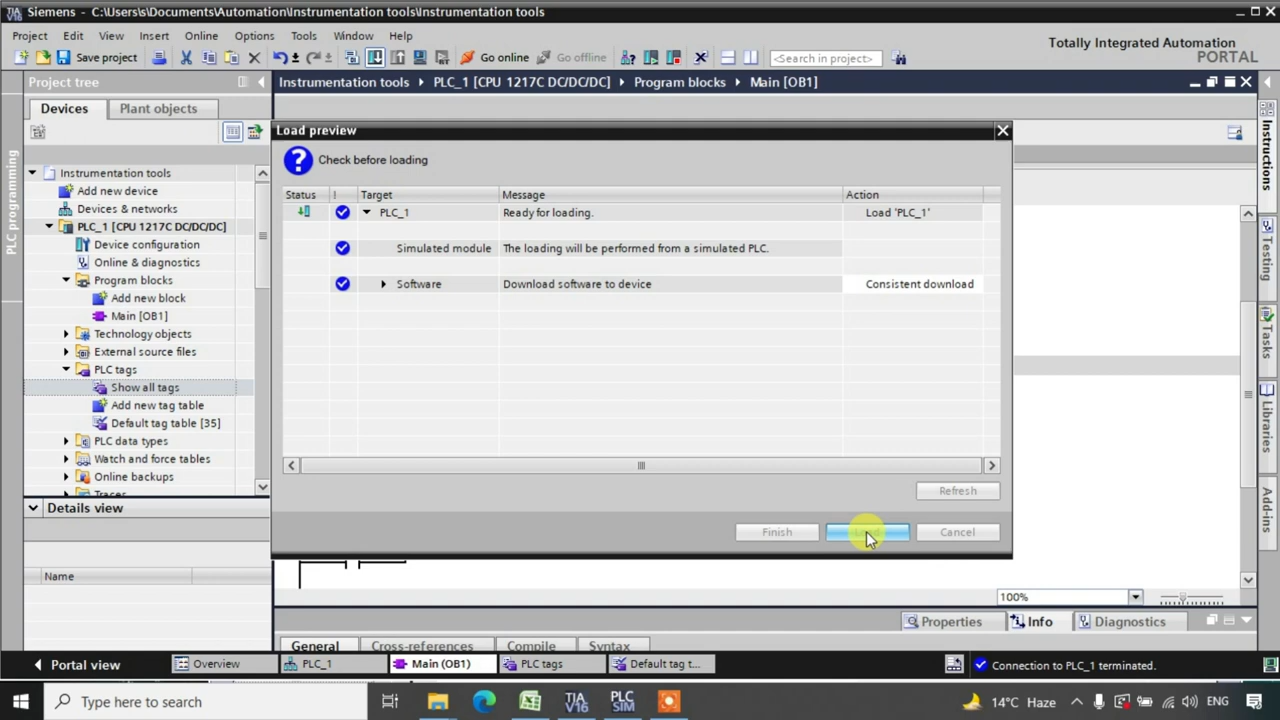 Siemens - C:\Users\s\Documents\Automation\Instrumentation tools\Instrumentation tools
TIA V16
Project Edit View Insert Online Options Tools Window Help
Totally Integrated Automation
PORTAL
Save project
Go online
Go offline
<Search in project>
Project tree
Instrumentation tools PLC_1 [CPU 1217C DC/DC/DC] Program blocks Main [OB1]
Devices
Plant objects
PLC programming
Instrumentation tools
Add new device
Devices & networks
PLC_1 [CPU 1217C DC/DC/DC]
Device configuration
Online & diagnostics
Program blocks
Add new block
Main [OB1]
Technology objects
External source files
PLC tags
Show all tags
Add new tag table
Default tag table [35]
PLC data types
Watch and force tables
Online backups
Traces
Details view
Name
Load preview
? Check before loading
Status ! Target Message Action
PLC_1 Ready for loading. Load 'PLC_1'
Simulated module The loading will be performed from a simulated PLC.
Software Download software to device Consistent download
Refresh
Finish
Cancel
Instructions
Testing
Tasks
Libraries
Add-ins
100%
Properties
Info
Diagnostics
General
Cross-references
Compile
Syntax
Portal view
Overview
PLC_1
Main (OB1)
PLC tags
Default tag t...
Connection to PLC_1 terminated.
Type here to search
TIA V16
PLC SIM
14°C Haze
ENG